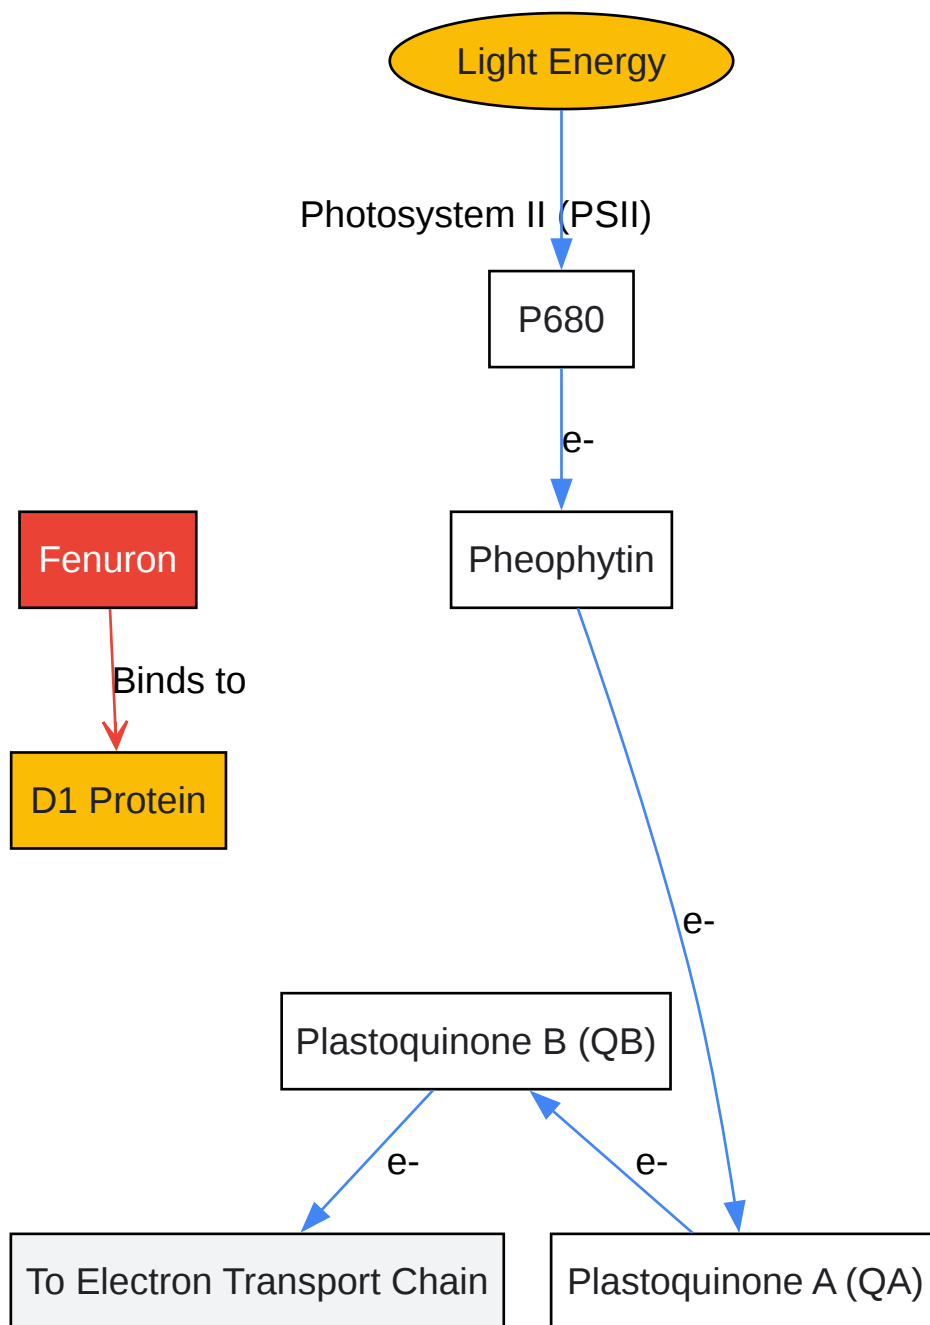 Light Energy
Photosystem II (PSII)
P680
e-
Fenuron
Pheophytin
Binds to
D1 Protein
e-
Plastoquinone B (QB)
e-
e-
To Electron Transport Chain
Plastoquinone A (QA)